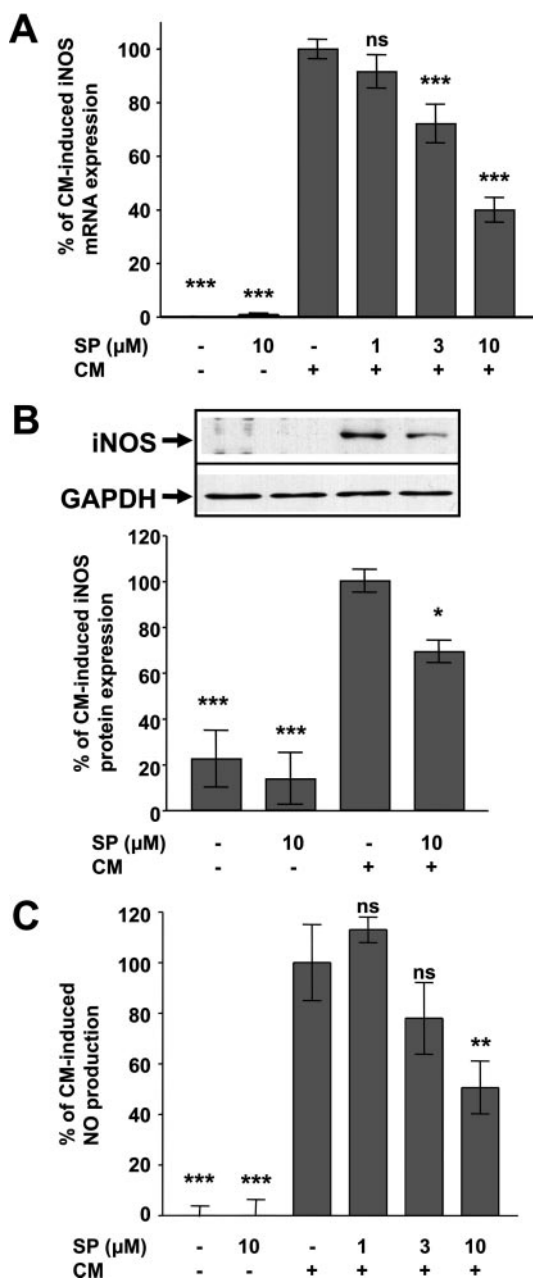 A
% of CM-induced iNOS
mRNA expression
100
80
60
40
20
0
***
***
ns
***
***
SP (µM) - 10 - 1 3 10
CM - - + + + +
B
iNOS
GAPDH
% of CM-induced iNOS
protein expression
120
100
80
60
40
20
0
***
***
*
SP (µM) - 10 - 10
CM - - + +
C
% of CM-induced
NO production
120
100
80
60
40
20
0
***
***
ns
ns
**
SP (µM) - 10 - 1 3 10
CM - - + + + +